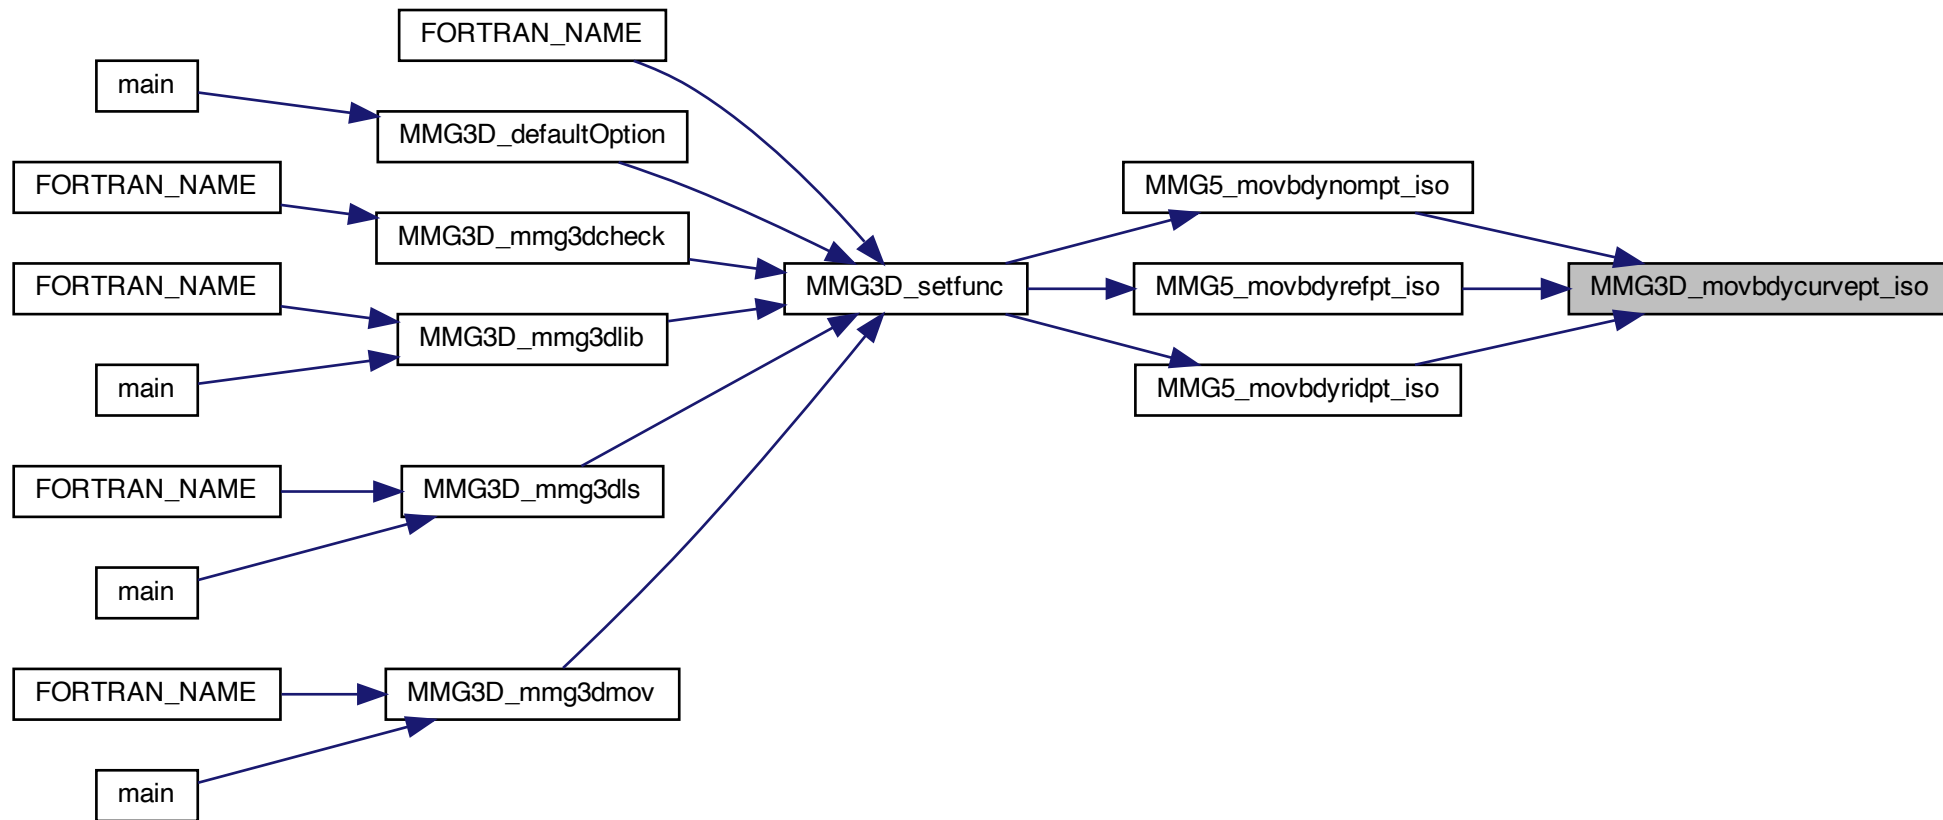 FORTRAN_NAME
main
MMG3D_defaultOption
FORTRAN_NAME
MMG5_movbdynompt_iso
MMG3D_mmg3dcheck
FORTRAN_NAME
MMG3D_setfunc
MMG5_movbdyrefpt_iso
MMG3D_movbdycurvept_iso
MMG3D_mmg3dlib
main
MMG5_movbdyridpt_iso
FORTRAN_NAME
MMG3D_mmg3dls
main
FORTRAN_NAME
MMG3D_mmg3dmov
main